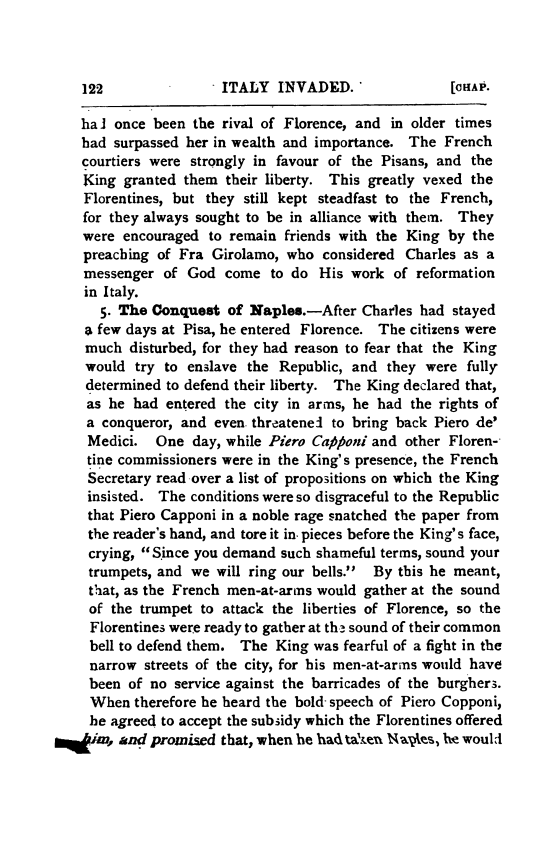 122 ITALY INVADED. [CHAP.
had once been the rival of Florence, and in older times
had surpassed her in wealth and importance. The French
courtiers were strongly in favour of the Pisans, and the
King granted them their liberty. This greatly vexed the
Florentines, but they still kept steadfast to the French,
for they always sought to be in alliance with them. They
were encouraged to remain friends with the King by the
preaching of Fra Girolamo, who considered Charles as a
messenger of God come to do His work of reformation
in Italy.
5. The Conquest of Naples.—After Charles had stayed
a few days at Pisa, he entered Florence. The citizens were
much disturbed, for they had reason to fear that the King
would try to enslave the Republic, and they were fully
determined to defend their liberty. The King declared that,
as he had entered the city in arms, he had the rights of
a conqueror, and even threatened to bring back Piero de'
Medici. One day, while Piero Capponi and other Floren-
tine commissioners were in the King's presence, the French
Secretary read over a list of propositions on which the King
insisted. The conditions were so disgraceful to the Republic
that Piero Capponi in a noble rage snatched the paper from
the reader's hand, and tore it in pieces before the King's face,
crying, "Since you demand such shameful terms, sound your
trumpets, and we will ring our bells." By this he meant,
that, as the French men-at-arms would gather at the sound
of the trumpet to attack the liberties of Florence, so the
Florentines were ready to gather at the sound of their common
bell to defend them. The King was fearful of a fight in the
narrow streets of the city, for his men-at-arms would have
been of no service against the barricades of the burghers.
When therefore he heard the bold speech of Piero Copponi,
he agreed to accept the subsidy which the Florentines offered
him, and promised that, when he had taken Naples, he would